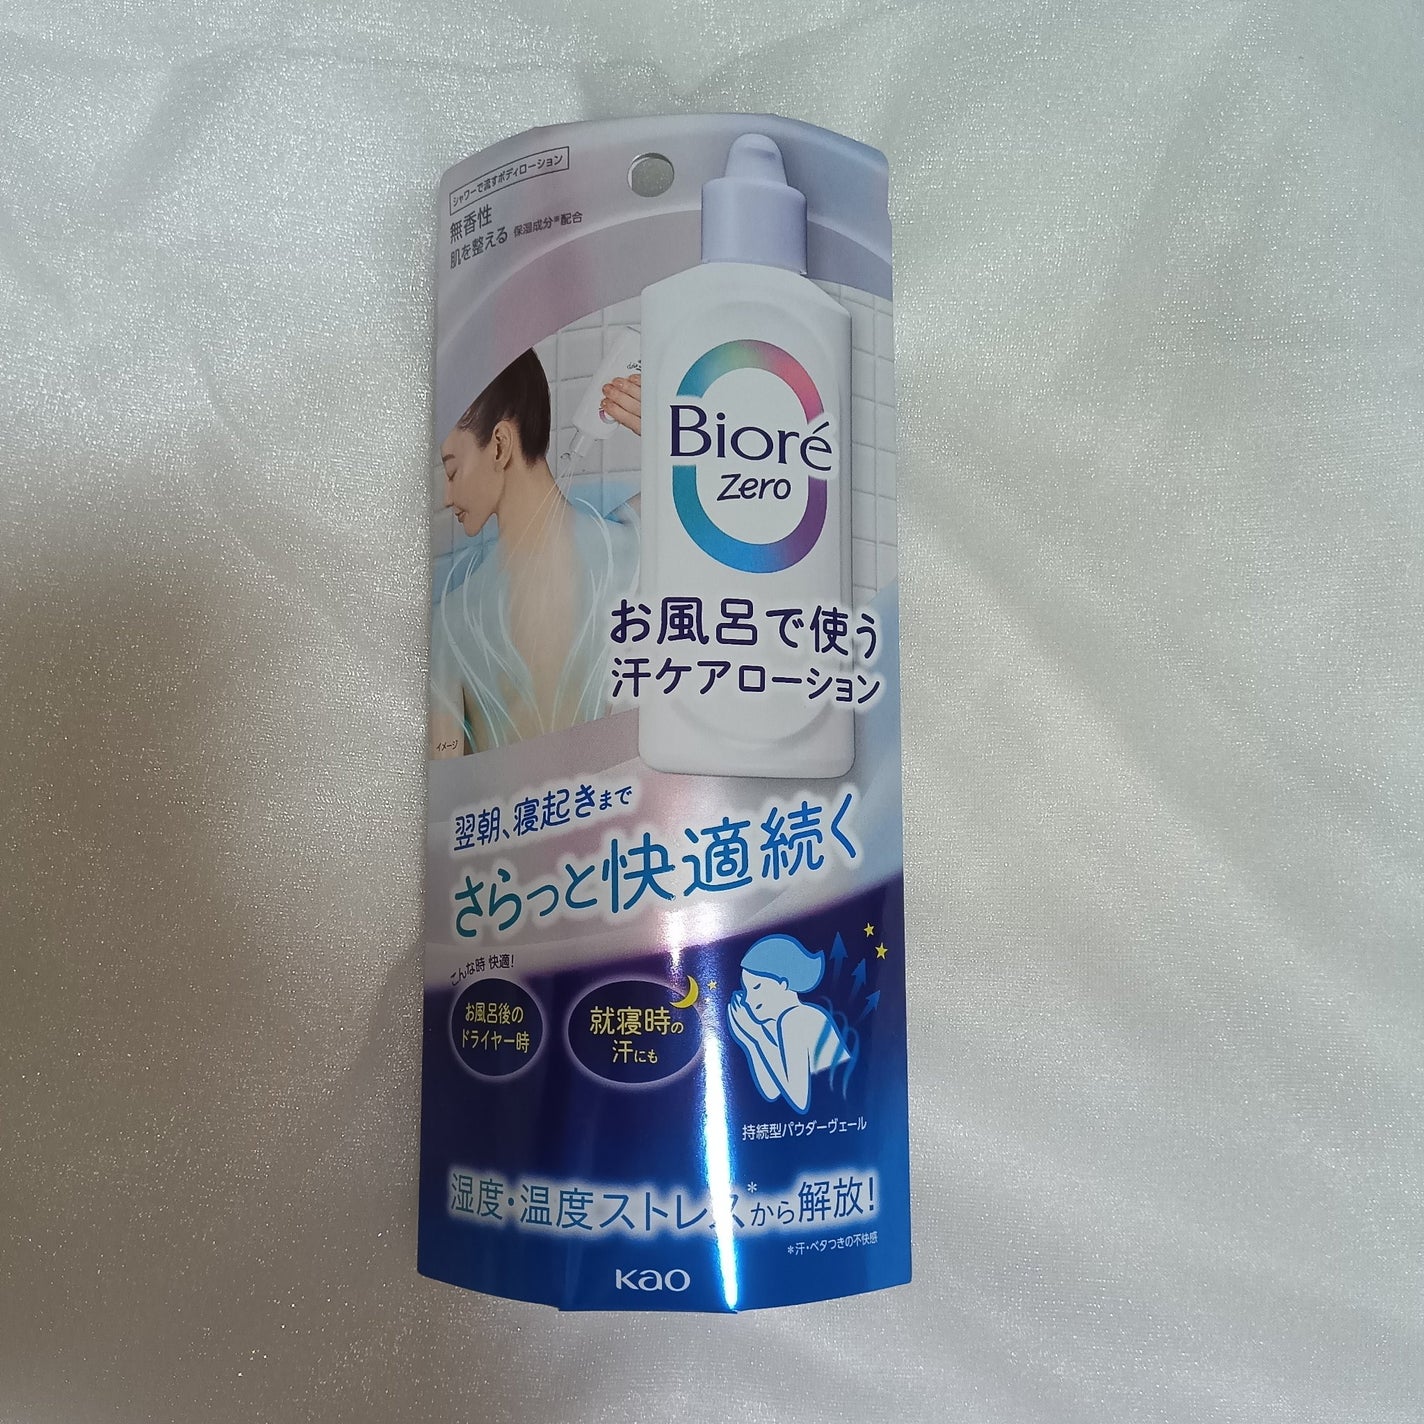 シャワーで流すボディローション
無香性
肌を整える 保湿成分※配合
Bioré
zero
お風呂で使う
汗ケアローション
イメージ
翌朝、寝起きまで
さらっと快適続く
こんな時 快適!
お風呂後の
ドライヤー時
就寝時の
汗にも
持続型パウダーヴェール
湿度・温度ストレス*から解放!
*汗・ベタつきの不快感
Kao